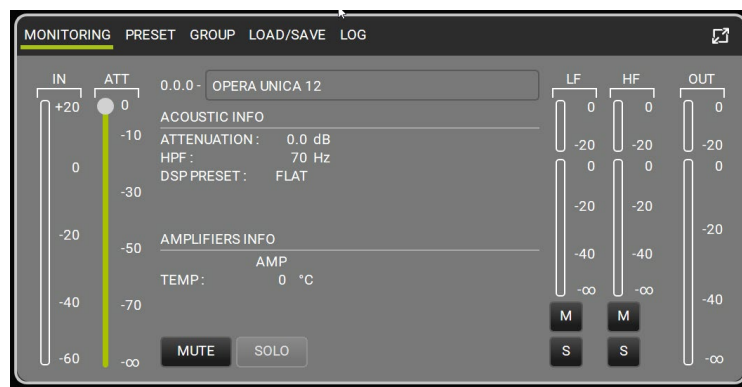 MONITORING PRESET GROUP LOAD/SAVE LOG
IN ATT LF HF OUT
0.0.0 - OPERA UNICA 12
+20 0 0 0 0
ACOUSTIC INFO
-10 ATTENUATION : 0.0 dB -20 -20 -20
HPF : 70 Hz
0 0 0 0
DSP PRESET : FLAT
-30
-20 -20
-20 -50 AMPLIFIERS INFO -20
AMP -40 -40
TEMP : 0 °C
-∞ -∞
-40 -70 -40
M M
MUTE SOLO S S
-60 -∞ -∞